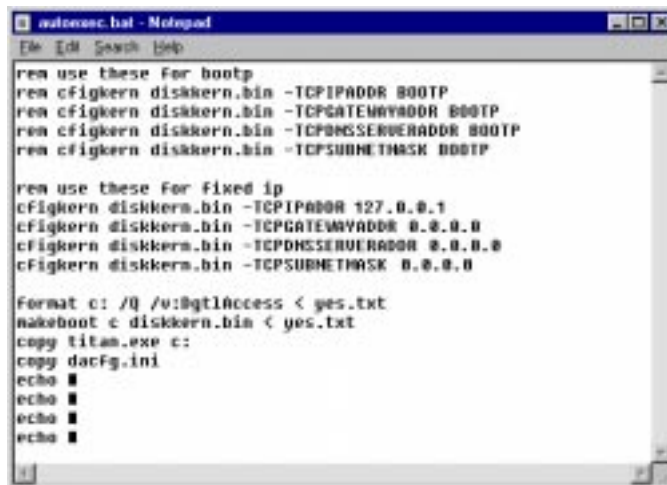 autoexec.bat - Notepad
File Edit Search Help
rem use these for bootp
rem cfigkern diskkern.bin -TCPIPADDR BOOTP
rem cfigkern diskkern.bin -TCPGATEWAYADDR BOOTP
rem cfigkern diskkern.bin -TCPDNSSERVERADDR BOOTP
rem cfigkern diskkern.bin -TCPSUBNETMASK BOOTP
rem use these for fixed ip
cfigkern diskkern.bin -TCPIPADDR 127.0.0.1
cfigkern diskkern.bin -TCPGATEWAYADDR 0.0.0.0
cfigkern diskkern.bin -TCPDNSSERVERADDR 0.0.0.0
cfigkern diskkern.bin -TCPSUBNETMASK 0.0.0.0
format c: /Q /v:DgtlAccess < yes.txt
makeboot c diskkern.bin < yes.txt
copy titan.exe c:
copy dacfg.ini
echo ∎
echo ∎
echo ∎
echo ∎